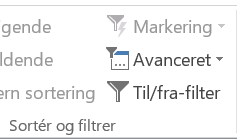 gende Markering
ldende Avanceret
ern sortering Til/fra-filter
Sortér og filtrer